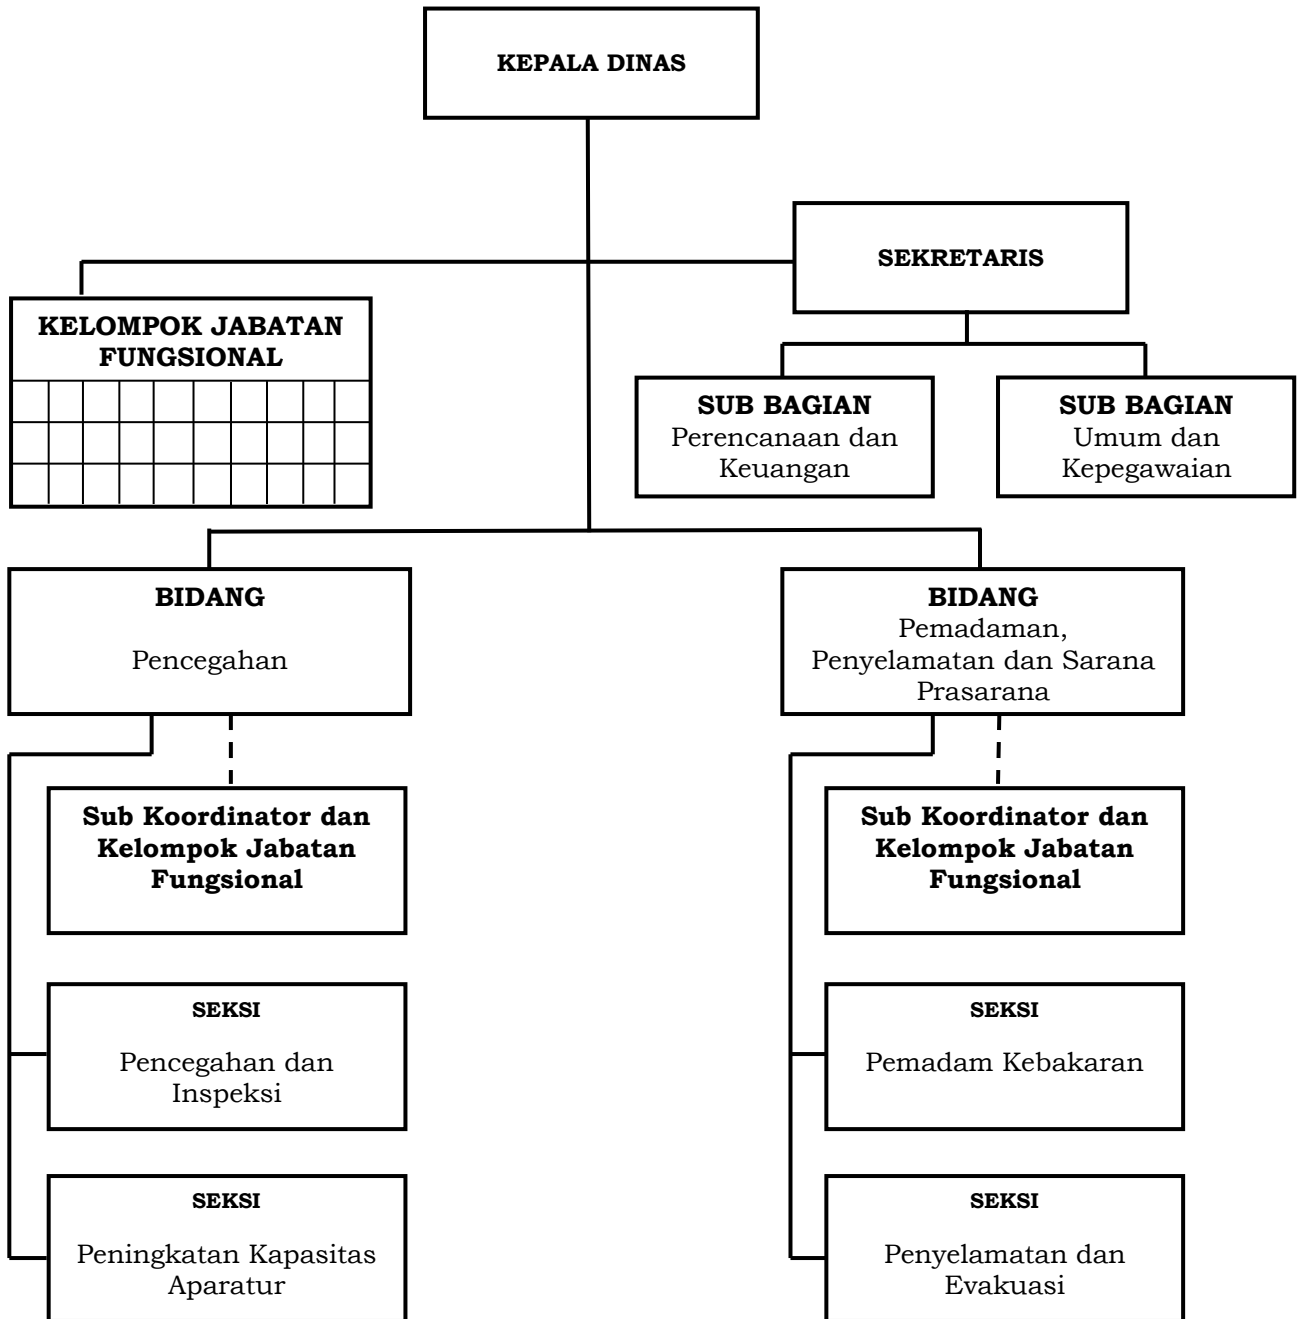 KEPALA DINAS
SEKRETARIS
KELOMPOK JABATAN
FUNGSIONAL
SUB BAGIAN
Perencanaan dan
Keuangan
SUB BAGIAN
Umum dan
Kepegawaian
BIDANG
Pencegahan
BIDANG
Pemadaman,
Penyelamatan dan Sarana
Prasarana
Sub Koordinator dan
Kelompok Jabatan
Fungsional
Sub Koordinator dan
Kelompok Jabatan
Fungsional
SEKSI
Pencegahan dan
Inspeksi
SEKSI
Pemadam Kebakaran
SEKSI
Peningkatan Kapasitas
Aparatur
SEKSI
Penyelamatan dan
Evakuasi